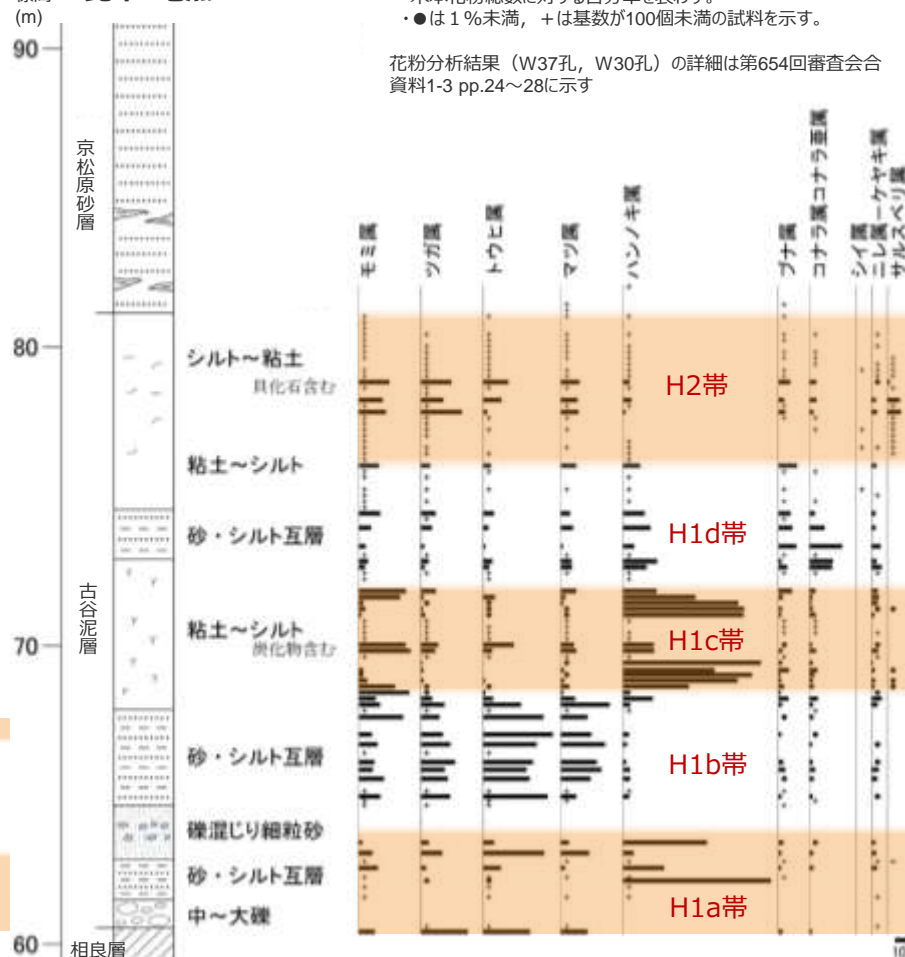 (m)
・●は１%未満，＋は基数が100個未満の試料を示す。
花粉分析結果（W37孔，W30孔）の詳細は第654回審査会合
資料1-3 pp.24～28に示す
90
80
70
60
京松原砂層
古谷泥層
相良層
モミ属
ツガ属
トウヒ属
マツ属
ハンノキ属
ブナ属
コナラ属コナラ亜属
シイ属
ニレ属ーケヤキ属
サルスベリ属
シルト～粘土
貝化石含む
粘土～シルト
砂・シルト互層
粘土～シルト
炭化物含む
砂・シルト互層
礫混じり細粒砂
砂・シルト互層
中～大礫
H2帯
H1d帯
H1c帯
H1b帯
H1a帯